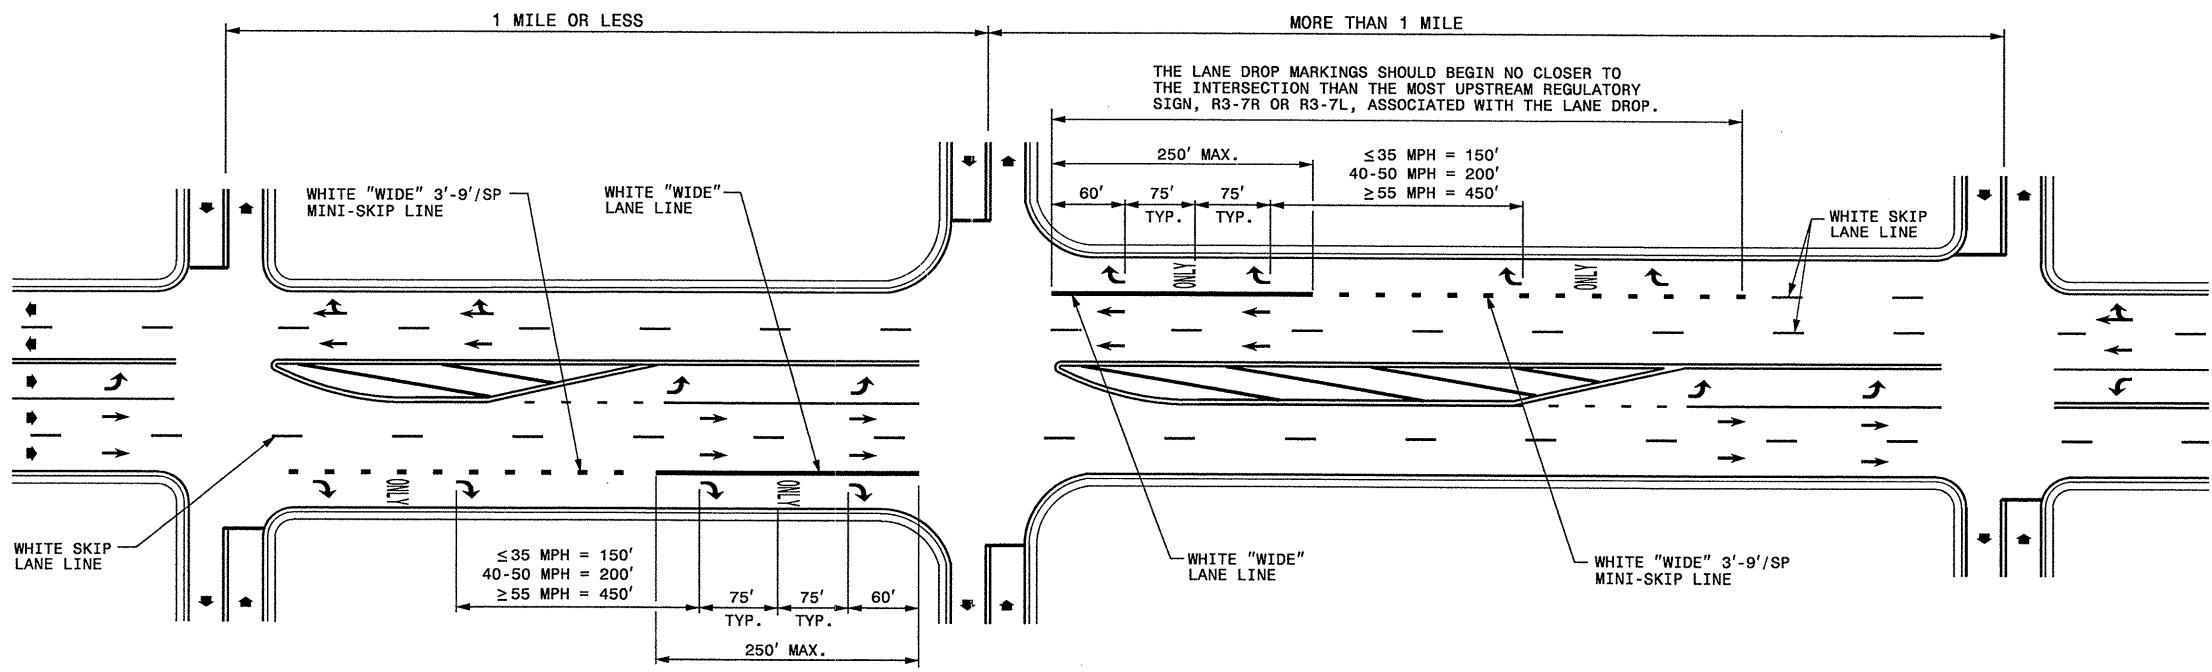 1 MILE OR LESS
MORE THAN 1 MILE
THE LANE DROP MARKINGS SHOULD BEGIN NO CLOSER TO
THE INTERSECTION THAN THE MOST UPSTREAM REGULATORY
SIGN, R3-7R OR R3-7L, ASSOCIATED WITH THE LANE DROP.
250' MAX.
≤35 MPH = 150'
40-50 MPH = 200'
≥55 MPH = 450'
60'
75'
TYP.
75'
TYP.
WHITE "WIDE" 3'-9'/SP
MINI-SKIP LINE
WHITE "WIDE"
LANE LINE
WHITE SKIP
LANE LINE
ONLY
ONLY
ONLY
ONLY
WHITE SKIP
LANE LINE
≤35 MPH = 150'
40-50 MPH = 200'
≥55 MPH = 450'
75'
TYP.
75'
TYP.
60'
250' MAX.
WHITE "WIDE"
LANE LINE
WHITE "WIDE" 3'-9'/SP
MINI-SKIP LINE